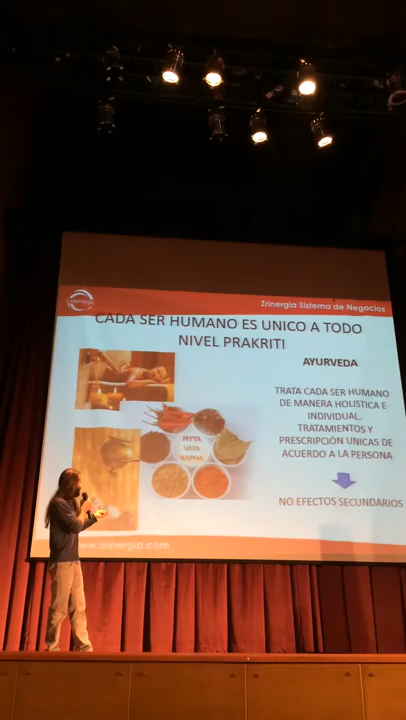 Zrinergia Sistema de Negocios
CADA SER HUMANO ES UNICO A TODO
NIVEL PRAKRITI
AYURVEDA
TRATA CADA SER HUMANO
DE MANERA HOLISTICA E
INDIVIDUAL.
TRATAMIENTOS Y
PRESCRIPCIÓN UNICAS DE
ACUERDO A LA PERSONA
PITTA
VATA
KAPHA
NO EFECTOS SECUNDARIOS
www.zrinergia.com